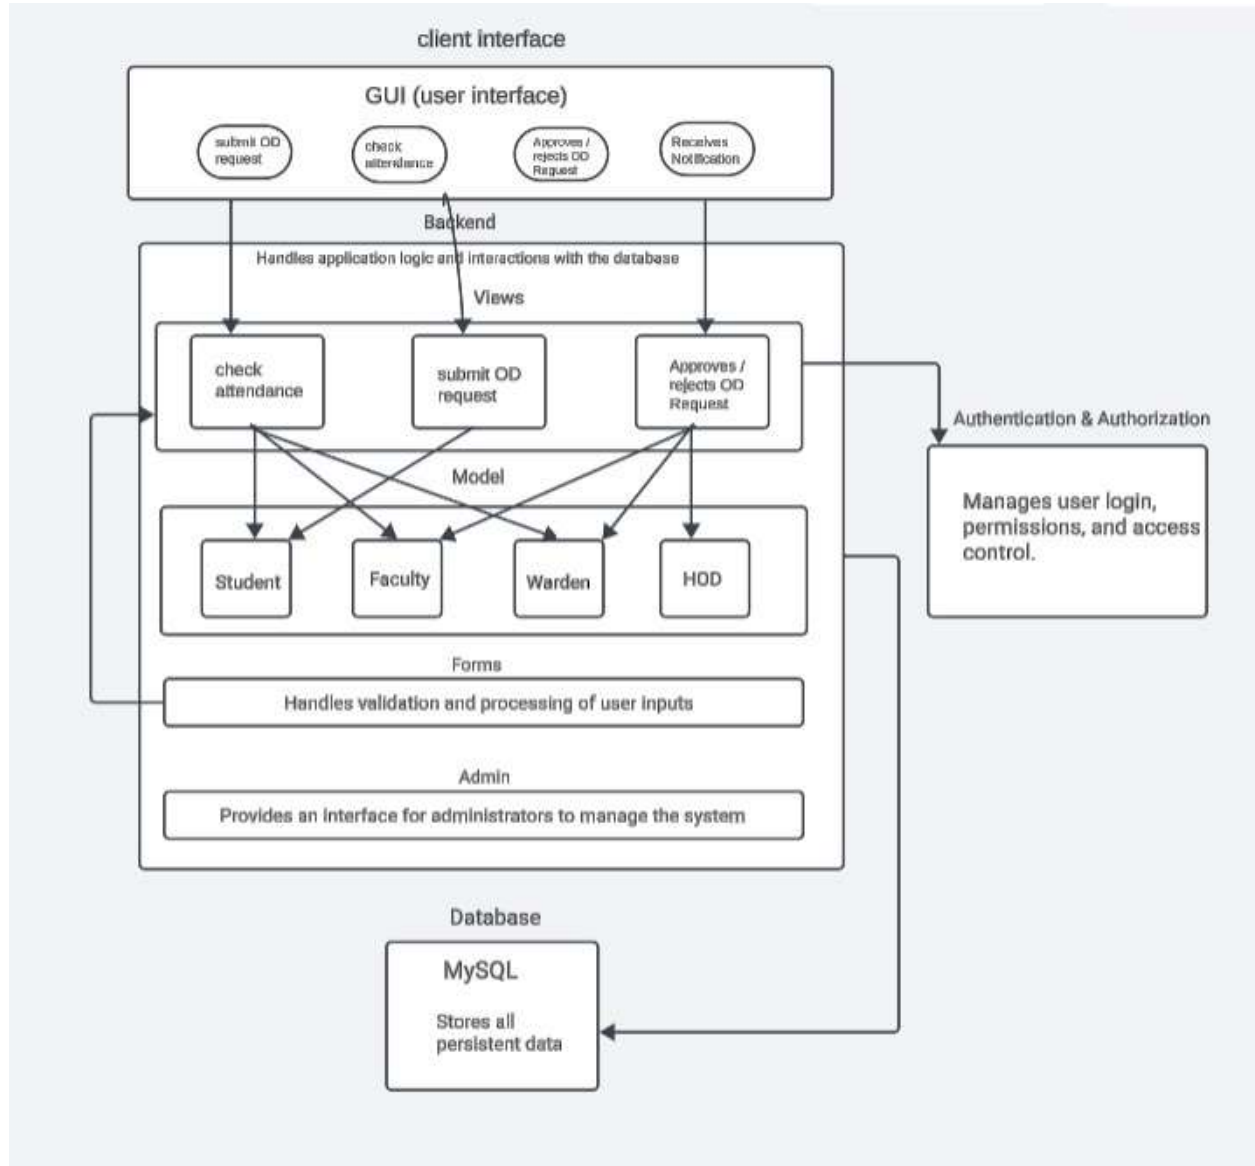 client interface
GUI (user interface)
submit OD
request
check
attendance
Approves /
rejects OD
Request
Receives
Notification
Backend
Handles application logic and interactions with the database
Views
check
attendance
submit OD
request
Approves /
rejects OD
Request
Authentication & Authorization
Manages user login,
permissions, and access
control.
Model
Student
Faculty
Warden
HOD
Forms
Handles validation and processing of user inputs
Admin
Provides an interface for administrators to manage the system
Database
MySQL
Stores all
persistent data